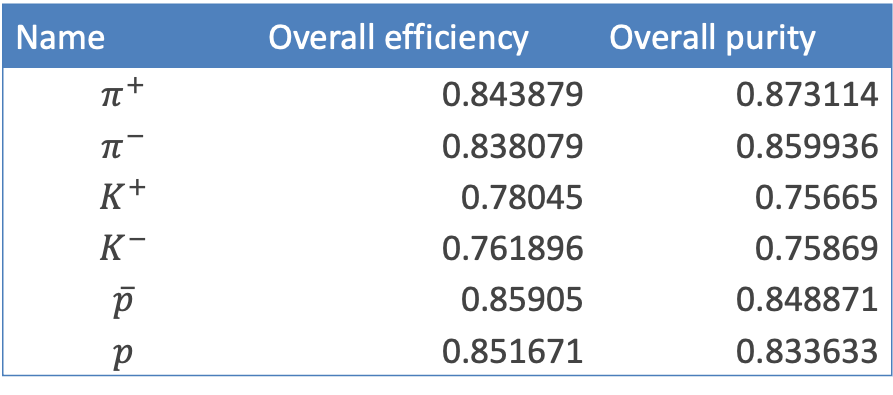 Name Overall efficiency Overall purity
π⁺ 0.843879 0.873114
π⁻ 0.838079 0.859936
K⁺ 0.78045 0.75665
K⁻ 0.761896 0.75869
p̄ 0.85905 0.848871
p 0.851671 0.833633